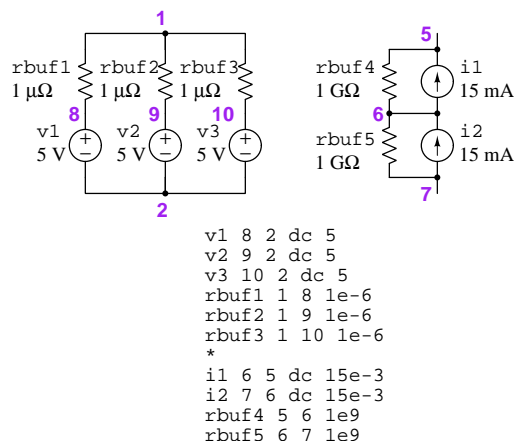 1
5
rbuf1 rbuf2 rbuf3
1 μΩ 1 μΩ 1 μΩ
8 9 10
v1 v2 v3
5 V 5 V 5 V
2
rbuf4 i1
1 GΩ 15 mA
6
rbuf5 i2
1 GΩ 15 mA
7
v1 8 2 dc 5
v2 9 2 dc 5
v3 10 2 dc 5
rbuf1 1 8 1e-6
rbuf2 1 9 1e-6
rbuf3 1 10 1e-6
*
i1 6 5 dc 15e-3
i2 7 6 dc 15e-3
rbuf4 5 6 1e9
rbuf5 6 7 1e9